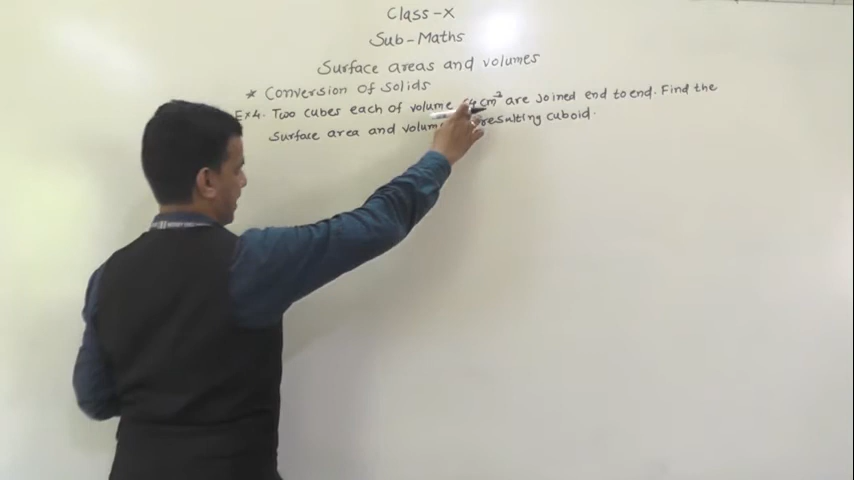 Class-X
Sub-Maths
Surface areas and volumes
* Conversion of Solids
Ex4. Two cubes each of volume 64 cm³ are joined end to end. Find the
Surface area and volume resulting cuboid.